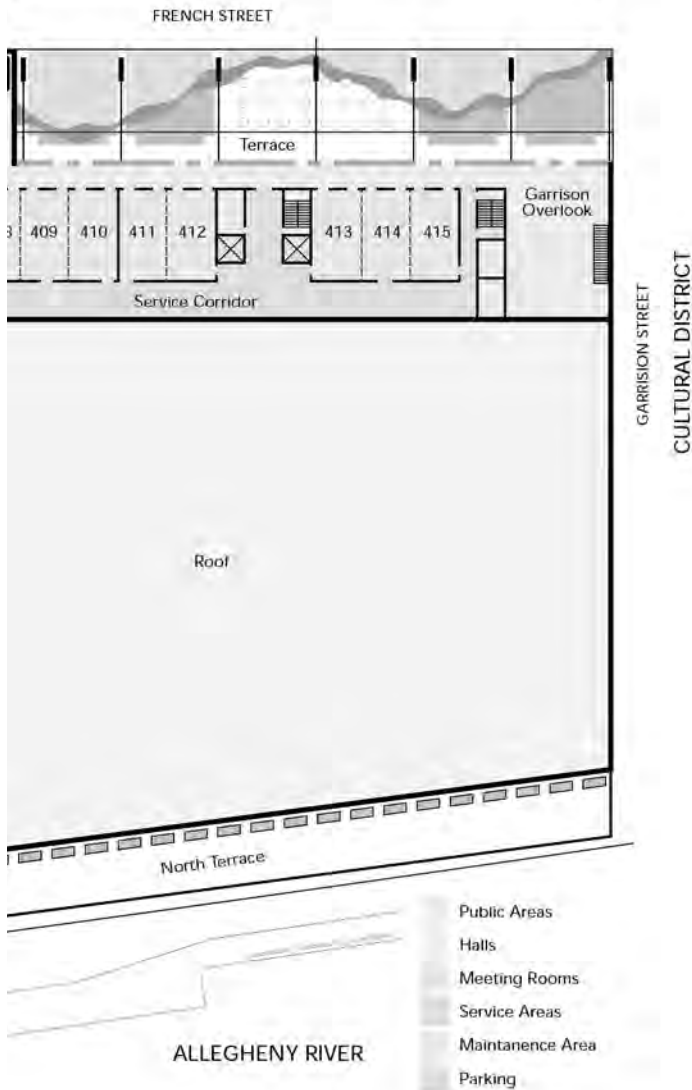 FRENCH STREET
Terrace
Garrison
Overlook
409 410 411 412 413 414 415
Service Corridor
GARRISION STREET
CULTURAL DISTRICT
Roof
North Terrace
Public Areas
Halls
Meeting Rooms
Service Areas
Maintanence Area
Parking
ALLEGHENY RIVER